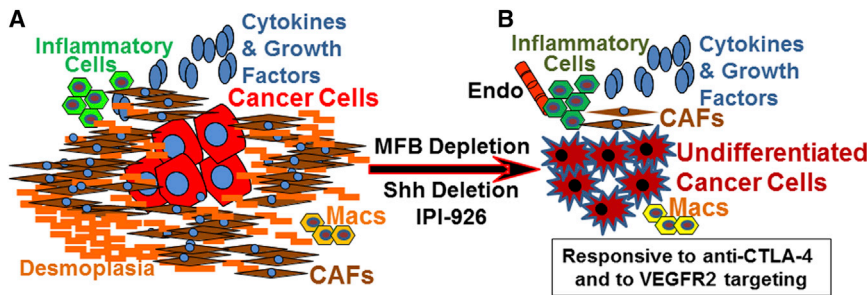 A
Inflammatory
Cells
Cytokines
& Growth
Factors
Cancer Cells
Macs
Desmoplasia
CAFs
MFB Depletion
Shh Deletion
IPI-926
B
Inflammatory
Cells
Cytokines
& Growth
Factors
Endo
CAFs
Undifferentiated
Cancer Cells
Macs
Responsive to anti-CTLA-4
and to VEGFR2 targeting